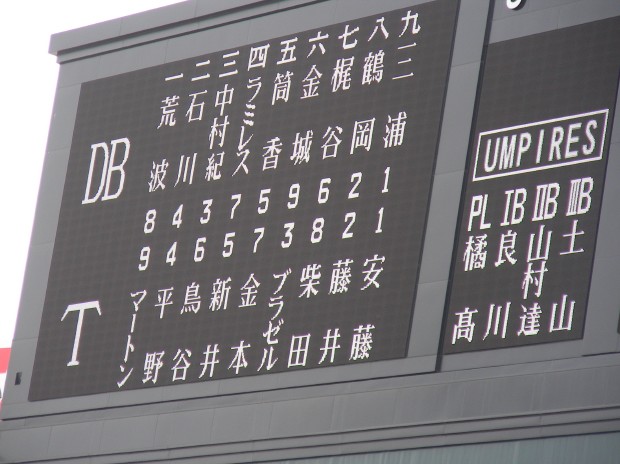 一 二 三 四 五 六 七 八 九
DB
荒波 石川 中村紀 ラミレス 筒香 金城 梶谷 鶴岡 三浦
8 4 3 7 5 9 6 2 1
9 4 6 5 7 3 8 2 1
T
マートン 平野 鳥谷 新井 金本 ブラゼル 柴田 藤井 安藤
UMPIRES
PL IB IIB IIIB
橘髙 良川 山村達 土山